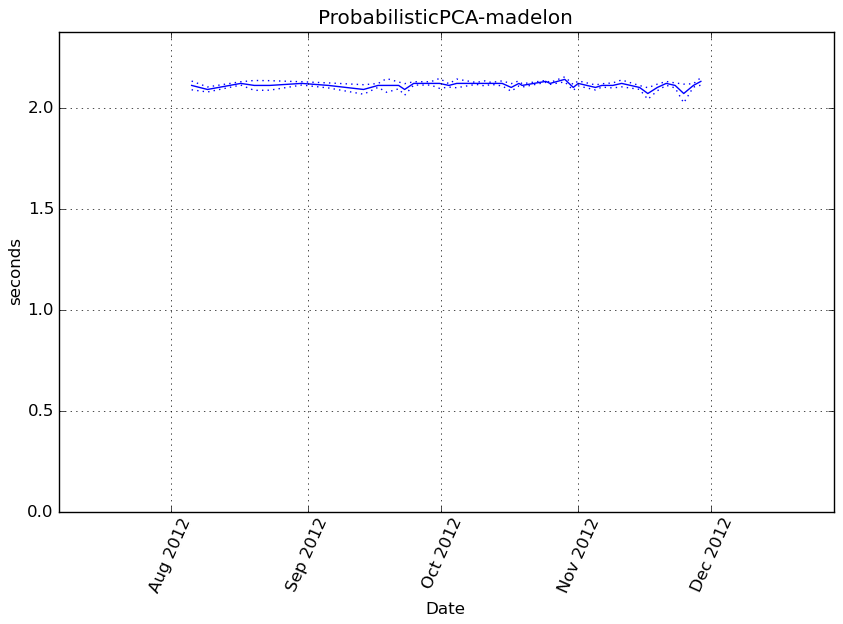 ProbabilisticPCA-madelon
seconds
2.0
1.5
1.0
0.5
0.0
Aug 2012
Sep 2012
Oct 2012
Nov 2012
Dec 2012
Date